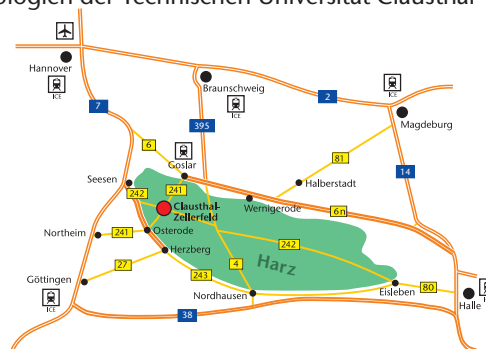 ologien der Technischen Universität Clausthal
Hannover
ICE
Braunschweig
ICE
ICE
Magdeburg
7
2
395
6
81
14
Goslar
Seesen
242
241
Halberstadt
Clausthal-
Zellerfeld
Wernigerode
6n
Northeim
241
Osterode
242
Herzberg
27
243
4
Harz
Göttingen
ICE
Nordhausen
Eisleben
80
Halle
38